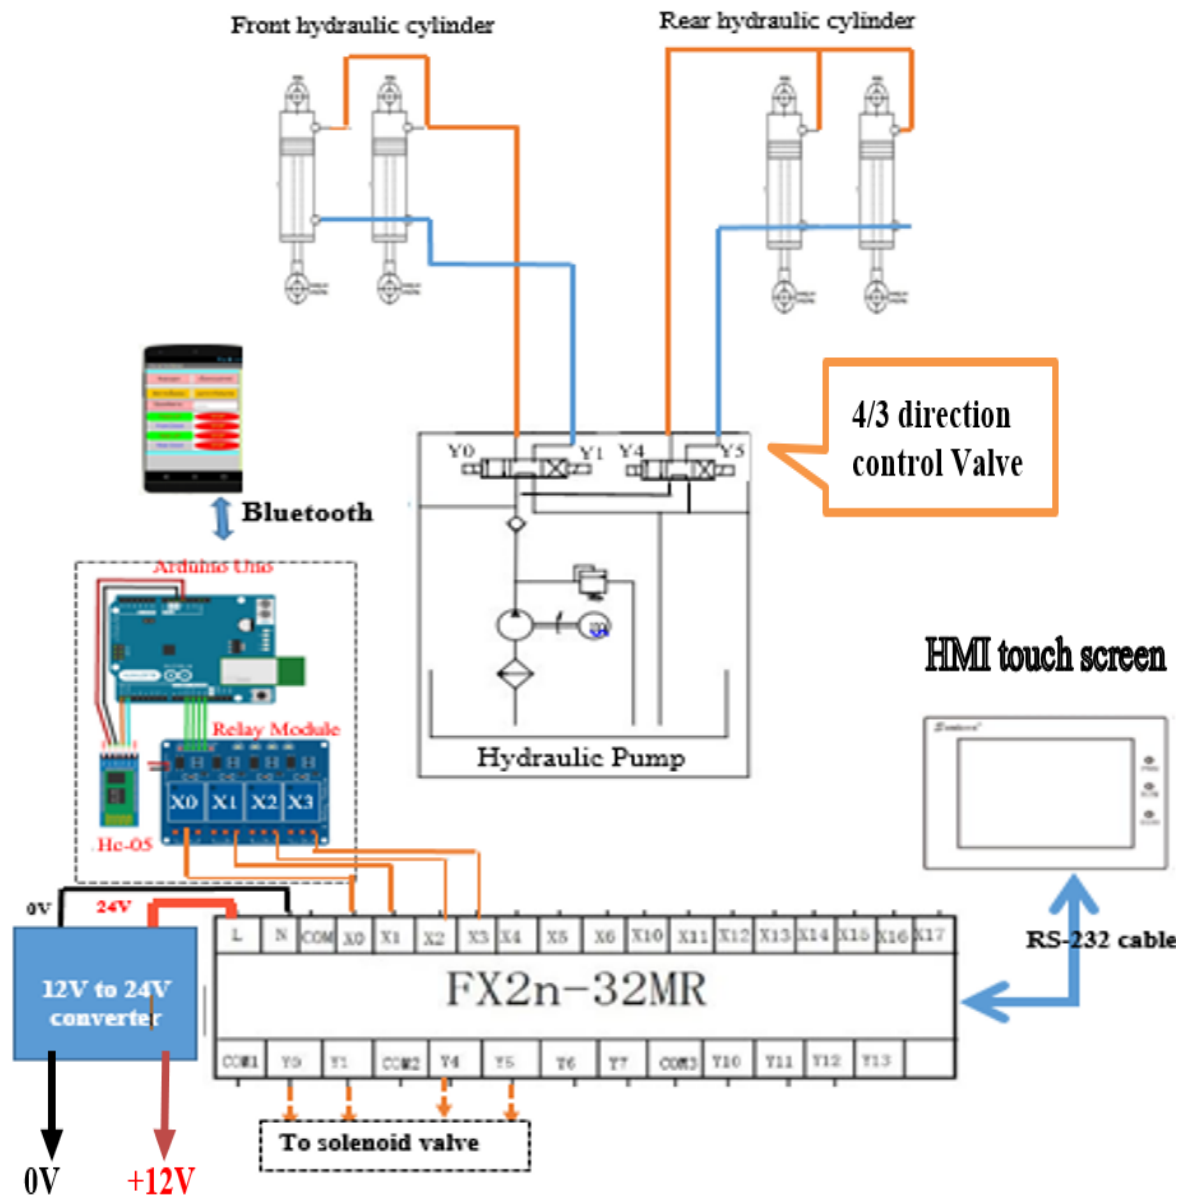 Front hydraulic cylinder
Rear hydraulic cylinder
4/3 direction
control Valve
Y0
Y1
Y4
Y5
Bluetooth
Arduino Uno
Relay Module
X0 X1 X2 X3
Hc-05
Hydraulic Pump
HMI touch screen
RS-232 cable
0V
24V
12V to 24V
converter
L N COM X0 X1 X2 X3 X4 X5 X6 X10 X11 X12 X13 X14 X15 X16 X17
FX2n-32MR
COM1 Y0 Y1 COM2 Y4 Y5 Y6 Y7 COM3 Y10 Y11 Y12 Y13
To solenoid valve
0V
+12V